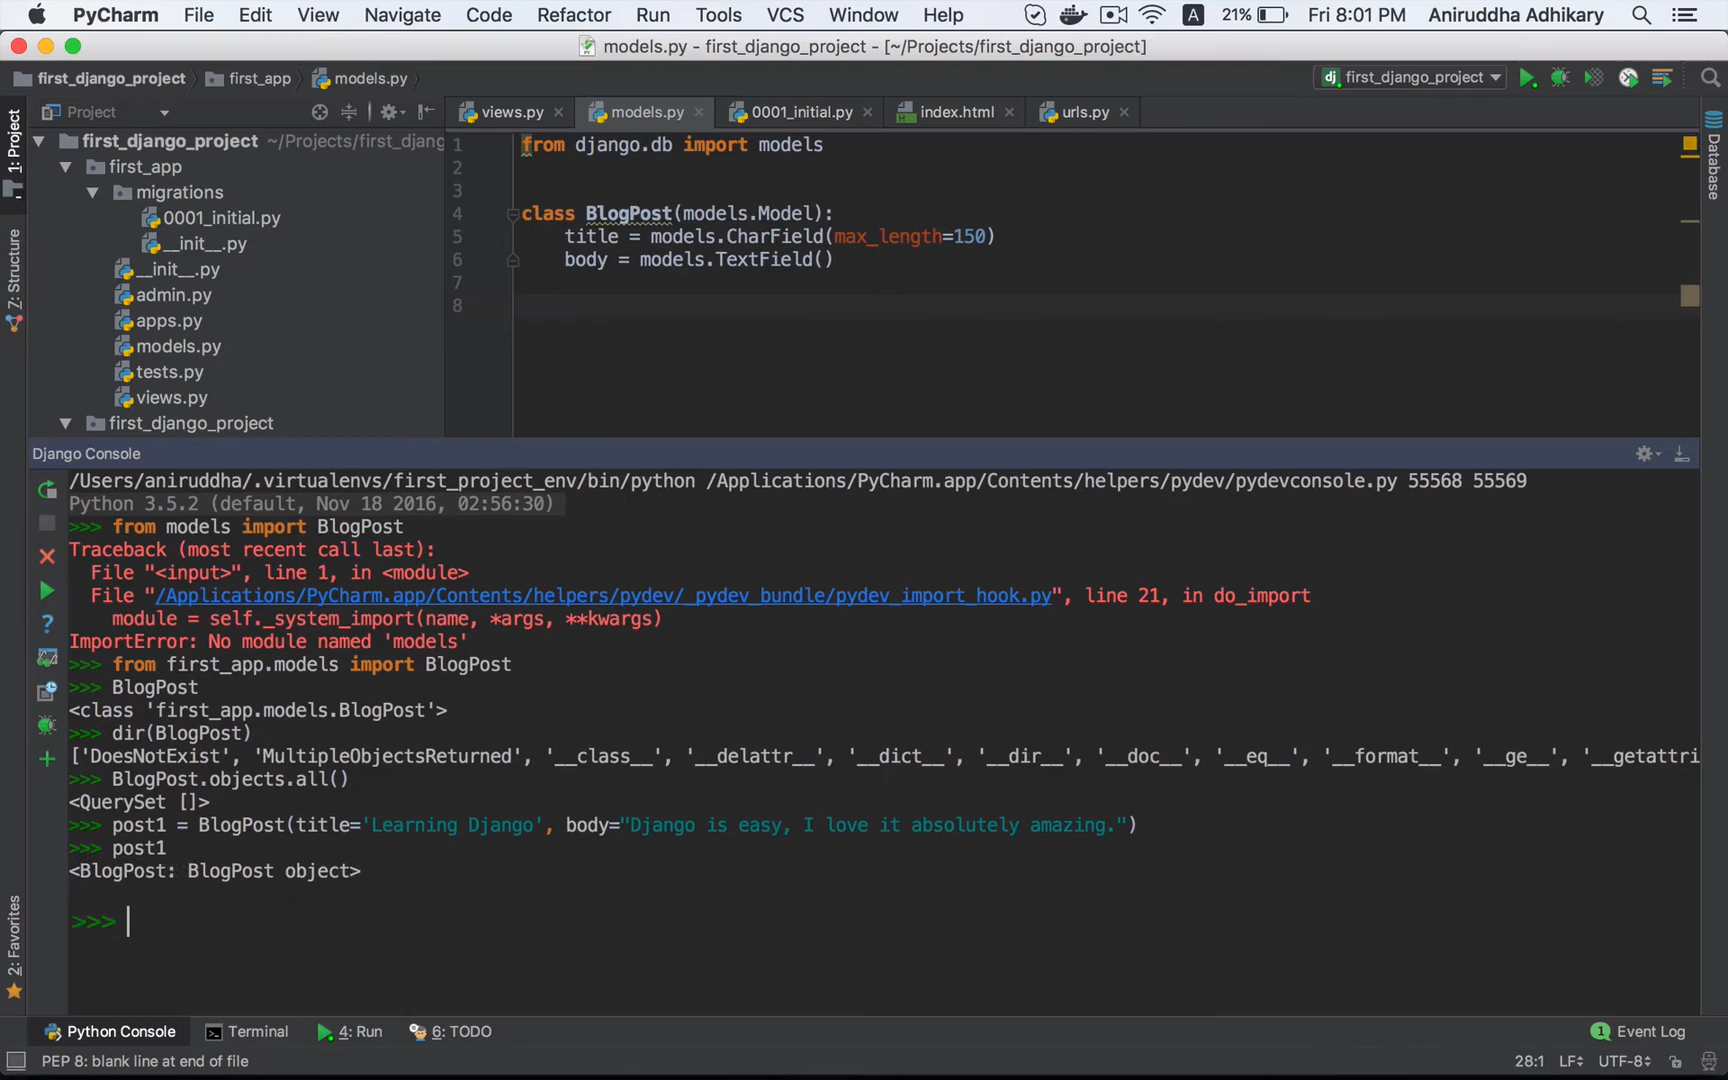 PyCharm File Edit View Navigate Code Refactor Run Tools VCS Window Help A 21% Fri 8:01 PM Aniruddha Adhikary
models.py - first_django_project - [~/Projects/first_django_project]
first_django_project first_app models.py dj first_django_project
1: Project
Project
views.py models.py 0001_initial.py index.html urls.py
Database
first_django_project ~/Projects/first_djang
first_app
migrations
0001_initial.py
__init__.py
__init__.py
admin.py
apps.py
models.py
tests.py
views.py
first_django_project
Z: Structure
1 from django.db import models
2
3
4 class BlogPost(models.Model):
5 title = models.CharField(max_length=150)
6 body = models.TextField()
7
8
Django Console
/Users/aniruddha/.virtualenvs/first_project_env/bin/python /Applications/PyCharm.app/Contents/helpers/pydev/pydevconsole.py 55568 55569
Python 3.5.2 (default, Nov 18 2016, 02:56:30)
>>> from models import BlogPost
Traceback (most recent call last):
File "<input>", line 1, in <module>
File "/Applications/PyCharm.app/Contents/helpers/pydev/_pydev_bundle/pydev_import_hook.py", line 21, in do_import
module = self._system_import(name, *args, **kwargs)
ImportError: No module named 'models'
>>> from first_app.models import BlogPost
>>> BlogPost
<class 'first_app.models.BlogPost'>
>>> dir(BlogPost)
['DoesNotExist', 'MultipleObjectsReturned', '__class__', '__delattr__', '__dict__', '__dir__', '__doc__', '__eq__', '__format__', '__ge__', '__getattri
>>> BlogPost.objects.all()
<QuerySet []>
>>> post1 = BlogPost(title='Learning Django', body="Django is easy, I love it absolutely amazing.")
>>> post1
<BlogPost: BlogPost object>
>>>
2: Favorites
Python Console Terminal 4: Run 6: TODO 1 Event Log
PEP 8: blank line at end of file 28:1 LF UTF-8